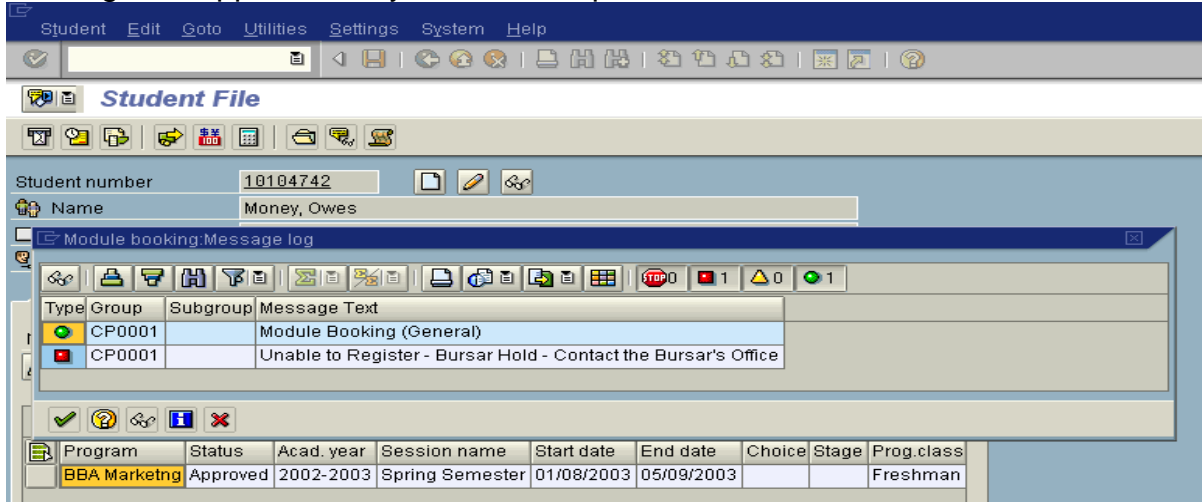 Student Edit Goto Utilities Settings System Help
Student File
Student number 10104742
Name Money, Owes
Module booking:Message log
STOP 0 1 0 1
Type Group Subgroup Message Text
CP0001 Module Booking (General)
CP0001 Unable to Register - Bursar Hold - Contact the Bursar's Office
Program Status Acad. year Session name Start date End date Choice Stage Prog.class
BBA Marketng Approved 2002-2003 Spring Semester 01/08/2003 05/09/2003 Freshman